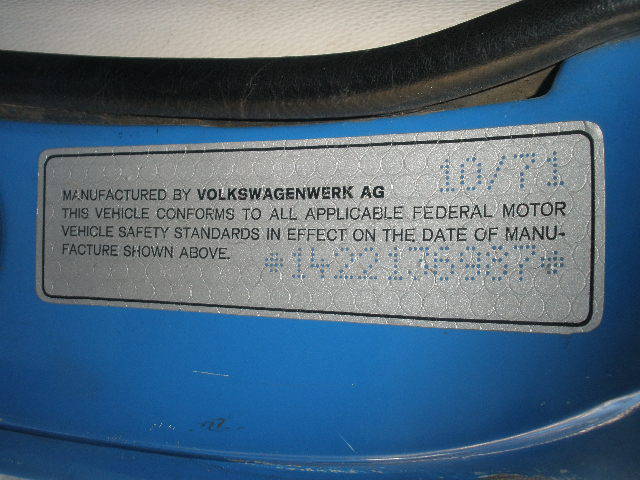 10/71
MANUFACTURED BY VOLKSWAGENWERK AG
THIS VEHICLE CONFORMS TO ALL APPLICABLE FEDERAL MOTOR
VEHICLE SAFETY STANDARDS IN EFFECT ON THE DATE OF MANU-
FACTURE SHOWN ABOVE.
*1422136967*